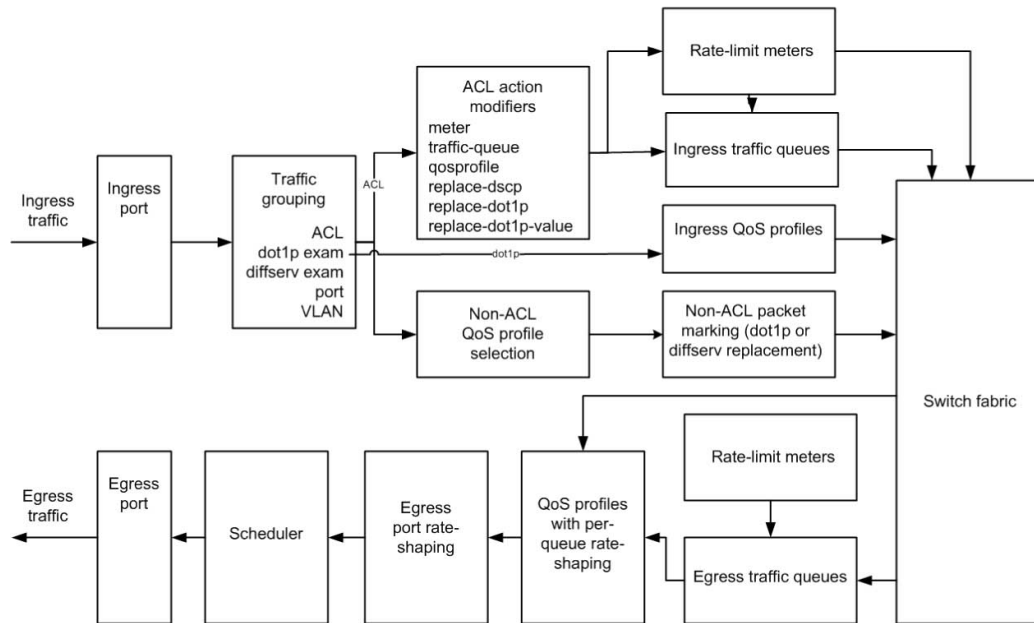 Ingress
traffic
Ingress
port
Traffic
grouping
ACL
dot1p exam
diffserv exam
port
VLAN
ACL
dot1p
ACL action
modifiers
meter
traffic-queue
qosprofile
replace-dscp
replace-dot1p
replace-dot1p-value
Rate-limit meters
Ingress traffic queues
Ingress QoS profiles
Non-ACL
QoS profile
selection
Non-ACL packet
marking (dot1p or
diffserv replacement)
Switch fabric
Rate-limit meters
Egress traffic queues
QoS profiles
with per-
queue rate-
shaping
Egress
port rate-
shaping
Scheduler
Egress
port
Egress
traffic